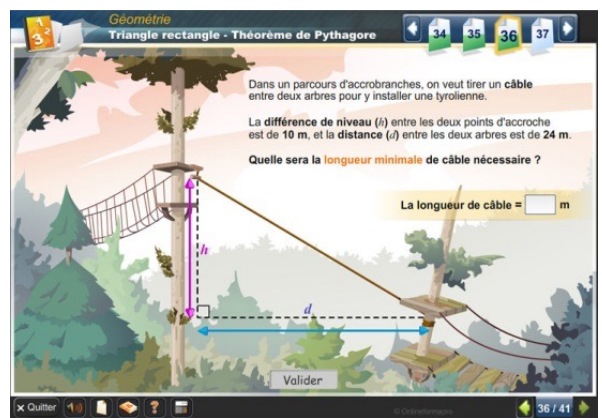 Géométrie
Triangle rectangle - Théorème de Pythagore
34 35 36 37
Dans un parcours d'accrobranches, on veut tirer un câble
entre deux arbres pour y installer une tyrolienne.
La différence de niveau (h) entre les deux points d'accroche
est de 10 m, et la distance (d) entre les deux arbres est de 24 m.
Quelle sera la longueur minimale de câble nécessaire ?
La longueur de câble = m
h
d
Valider
× Quitter
?
36 / 41